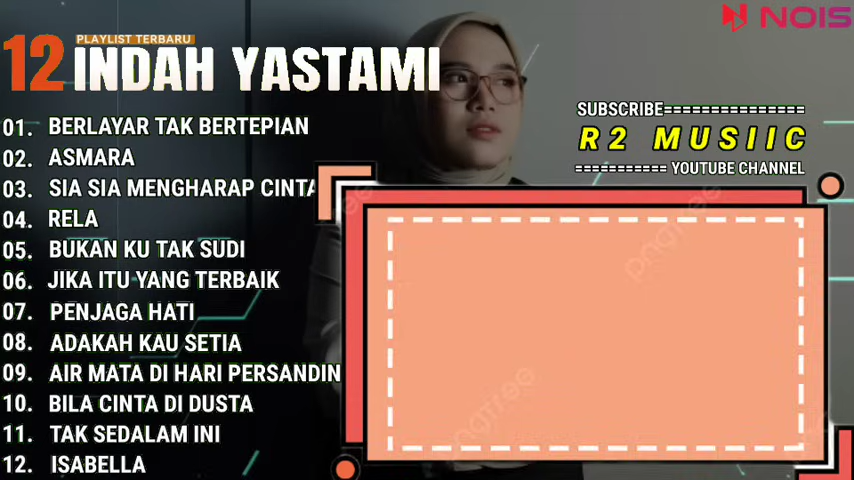 PLAYLIST TERBARU
12 INDAH YASTAMI
01. BERLAYAR TAK BERTEPIAN
02. ASMARA
03. SIA SIA MENGHARAP CINTA
04. RELA
05. BUKAN KU TAK SUDI
06. JIKA ITU YANG TERBAIK
07. PENJAGA HATI
08. ADAKAH KAU SETIA
09. AIR MATA DI HARI PERSANDIN
10. BILA CINTA DI DUSTA
11. TAK SEDALAM INI
12. ISABELLA
NOIS
SUBSCRIBE===============
R2 MUSIIC
=========== YOUTUBE CHANNEL
pngtree
pngtree